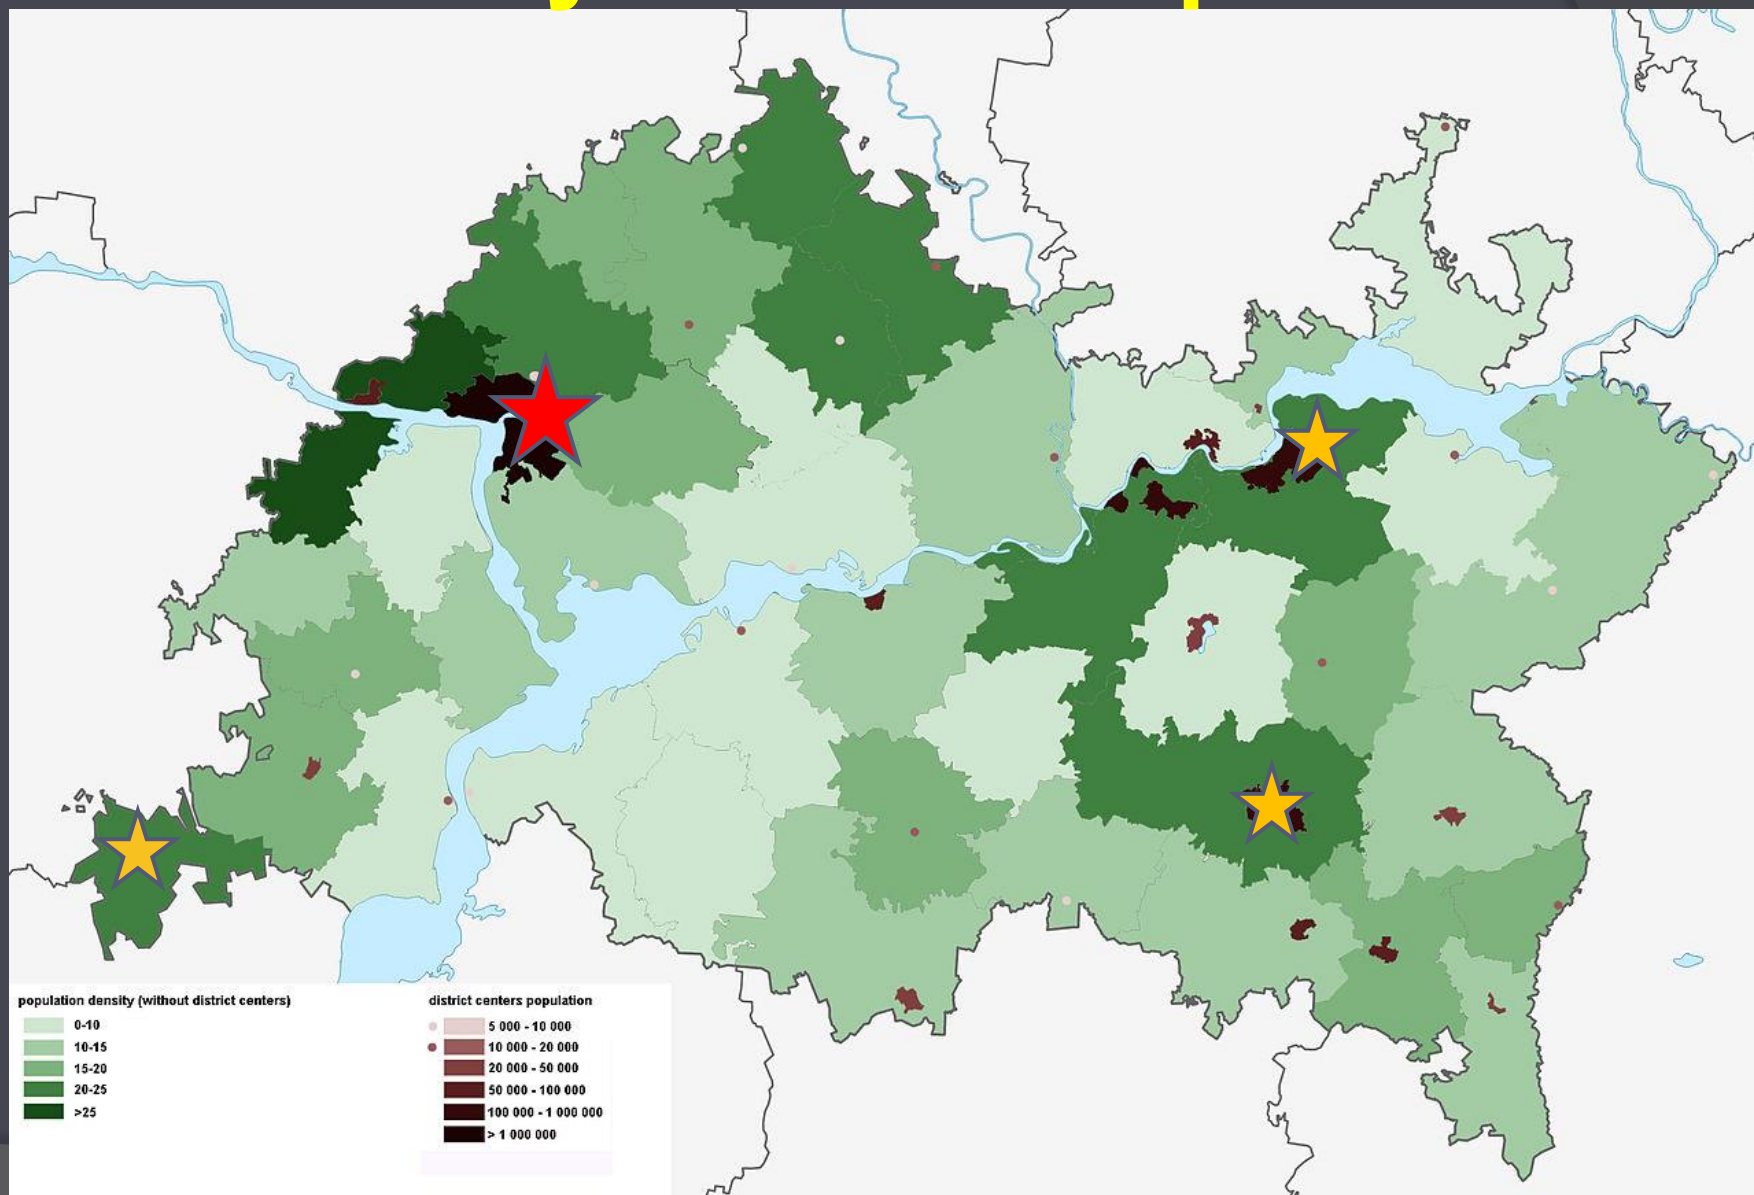 population density (without district centers)
0-10
10-15
15-20
20-25
>25
district centers population
5 000 - 10 000
10 000 - 20 000
20 000 - 50 000
50 000 - 100 000
100 000 - 1 000 000
> 1 000 000